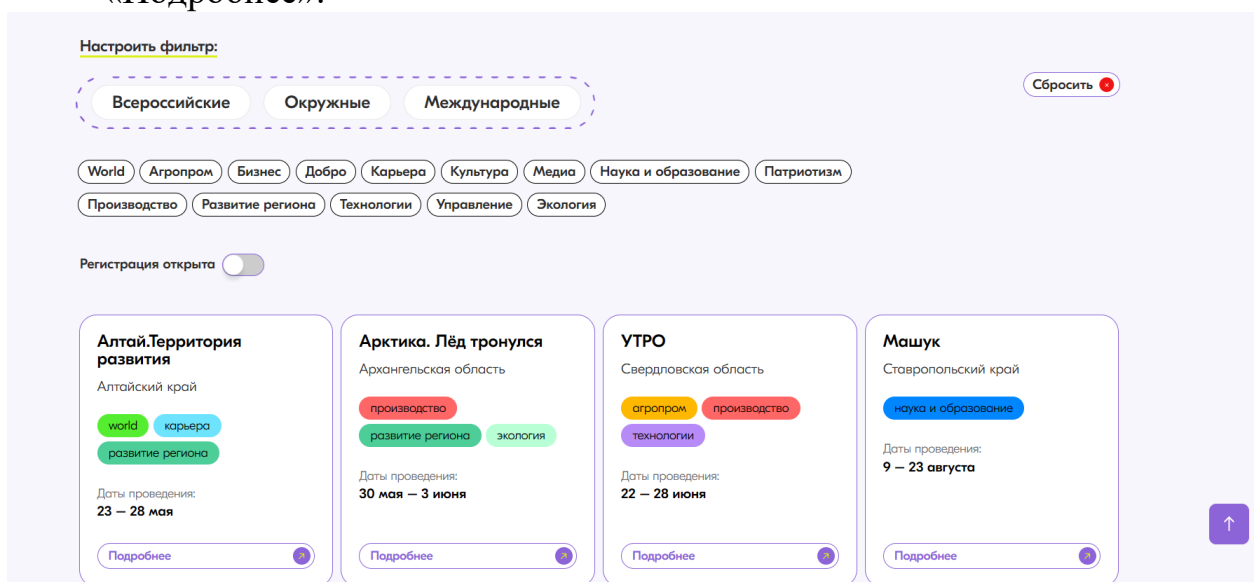 «Подробнее».
Настроить фильтр:
Всероссийские Окружные Международные
Сбросить
World Агропром Бизнес Добро Карьера Культура Медиа Наука и образование Патриотизм
Производство Развитие региона Технологии Управление Экология
Регистрация открыта
Алтай.Территория
развития
Алтайский край
world карьера
развитие региона
Даты проведения:
23 – 28 мая
Подробнее
Арктика. Лёд тронулся
Архангельская область
производство
развитие региона экология
Даты проведения:
30 мая – 3 июня
Подробнее
УТРО
Свердловская область
агропром производство
технологии
Даты проведения:
22 – 28 июня
Подробнее
Машук
Ставропольский край
наука и образование
Даты проведения:
9 – 23 августа
Подробнее